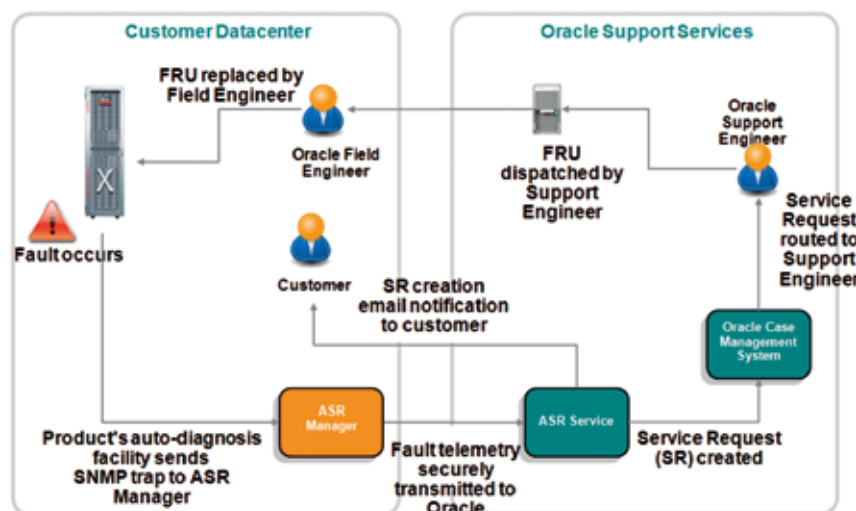 Customer Datacenter
Oracle Support Services
FRU replaced by
Field Engineer
Oracle Field
Engineer
FRU
dispatched by
Support
Engineer
Oracle
Support
Engineer
Service
Request
routed to
Support
Engineer
X
Fault occurs
Customer
SR creation
email notification
to customer
Oracle Case
Management
System
ASR
Manager
ASR Service
Product's auto-diagnosis
facility sends
SNMP trap to ASR
Manager
Fault telemetry
securely
transmitted to
Oracle
Service Request
(SR) created